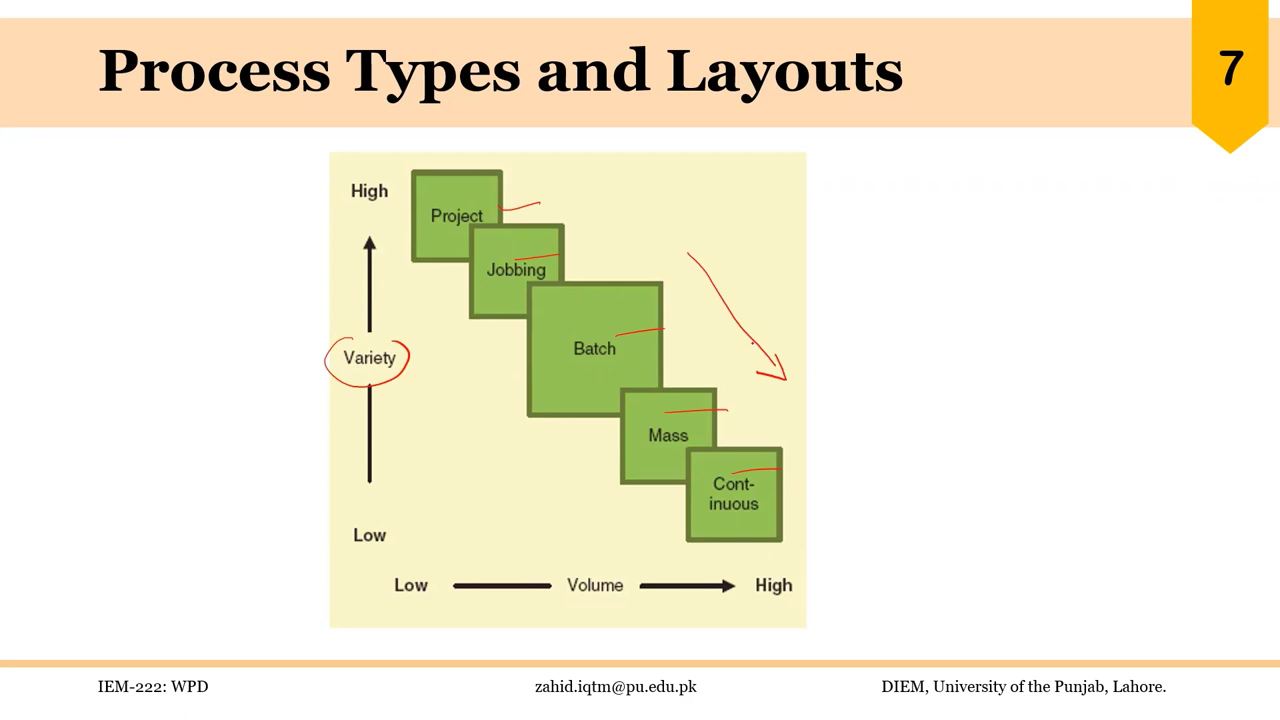 Process Types and Layouts
7
High
Project
Jobbing
Batch
Variety
Mass
Cont-
inuous
Low
Low Volume High
IEM-222: WPD
zahid.iqtm@pu.edu.pk
DIEM, University of the Punjab, Lahore.